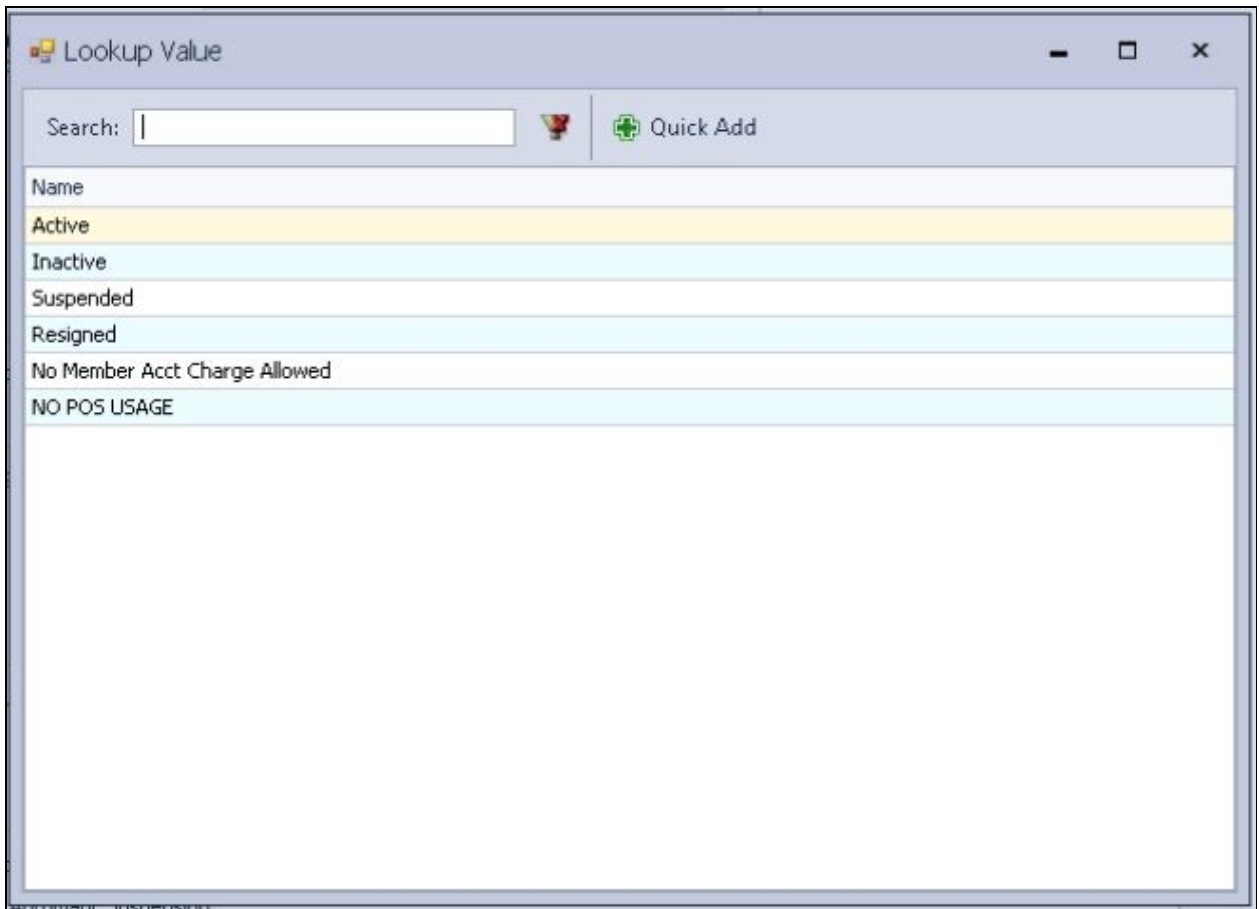 Lookup Value
Search:
Quick Add
Name
Active
Inactive
Suspended
Resigned
No Member Acct Charge Allowed
NO POS USAGE